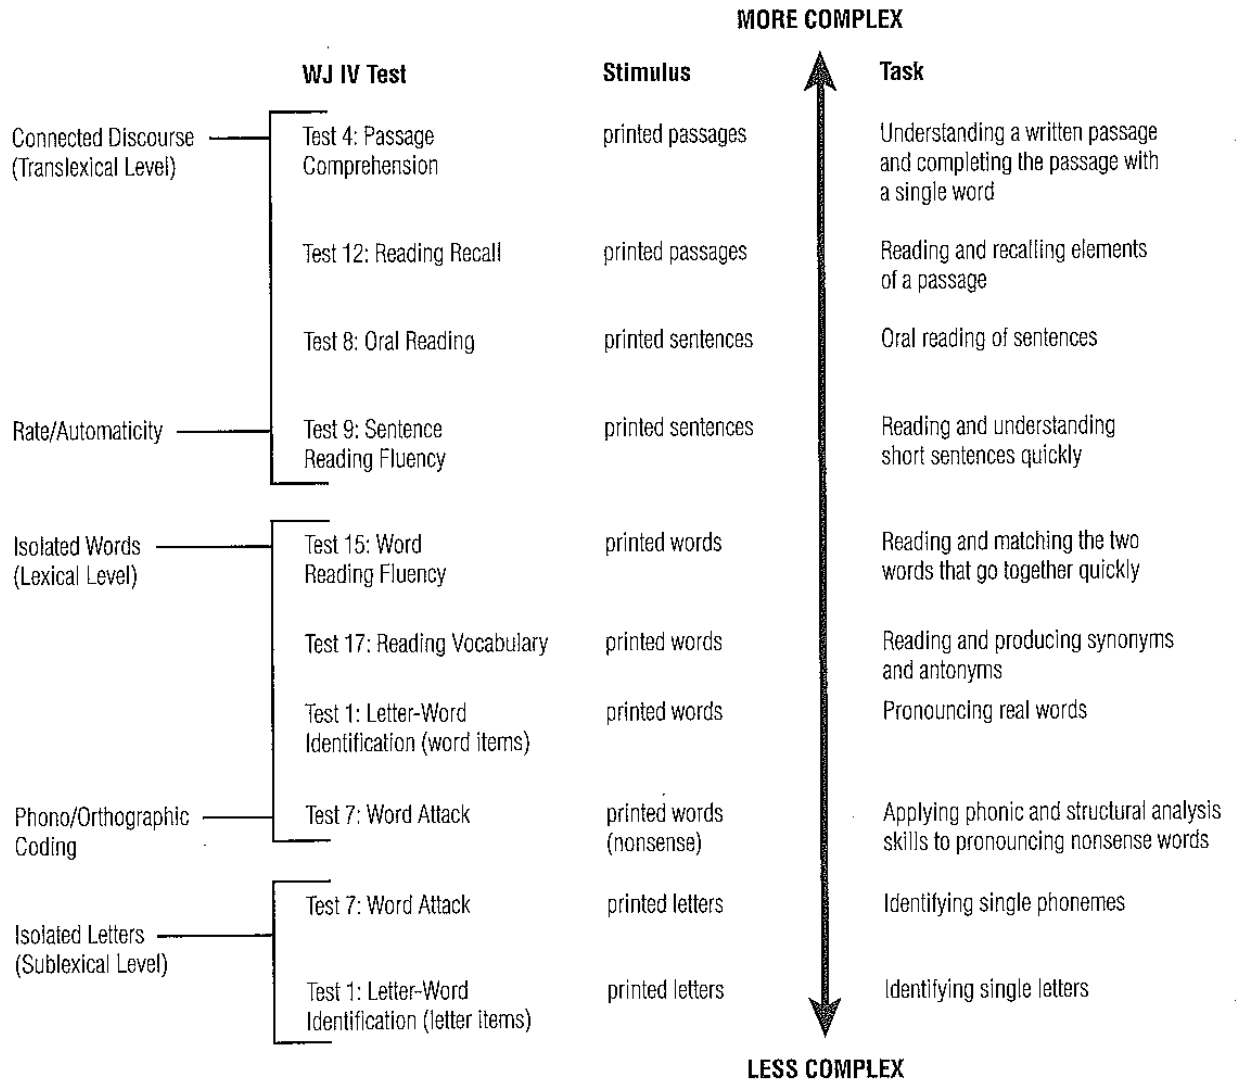 MORE COMPLEX
WJ IV Test Stimulus Task
Connected Discourse
(Translexical Level)
Test 4: Passage
Comprehension
printed passages
Understanding a written passage
and completing the passage with
a single word
Test 12: Reading Recall
printed passages
Reading and recalling elements
of a passage
Test 8: Oral Reading
printed sentences
Oral reading of sentences
Rate/Automaticity
Test 9: Sentence
Reading Fluency
printed sentences
Reading and understanding
short sentences quickly
Isolated Words
(Lexical Level)
Test 15: Word
Reading Fluency
printed words
Reading and matching the two
words that go together quickly
Test 17: Reading Vocabulary
printed words
Reading and producing synonyms
and antonyms
Test 1: Letter-Word
Identification (word items)
printed words
Pronouncing real words
Phono/Orthographic
Coding
Test 7: Word Attack
printed words
(nonsense)
Applying phonic and structural analysis
skills to pronouncing nonsense words
Isolated Letters
(Sublexical Level)
Test 7: Word Attack
printed letters
Identifying single phonemes
Test 1: Letter-Word
Identification (letter items)
printed letters
Identifying single letters
LESS COMPLEX